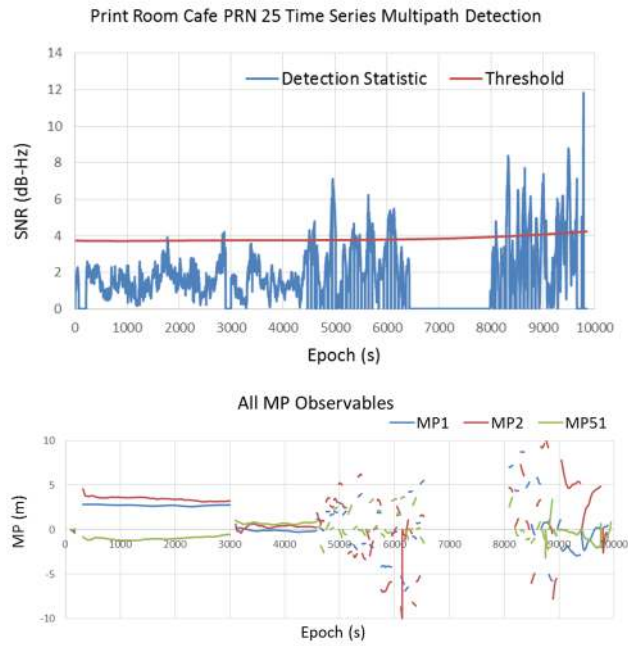 Print Room Cafe PRN 25 Time Series Multipath Detection
14
Detection Statistic Threshold
12
10
8
6
4
2
0
SNR (dB-Hz)
0 1000 2000 3000 4000 5000 6000 7000 8000 9000 10000
Epoch (s)
All MP Observables
MP1 MP2 MP51
10
5
0
-5
-10
MP (m)
0 1000 2000 3000 4000 5000 6000 7000 8000 9000 10000
Epoch (s)